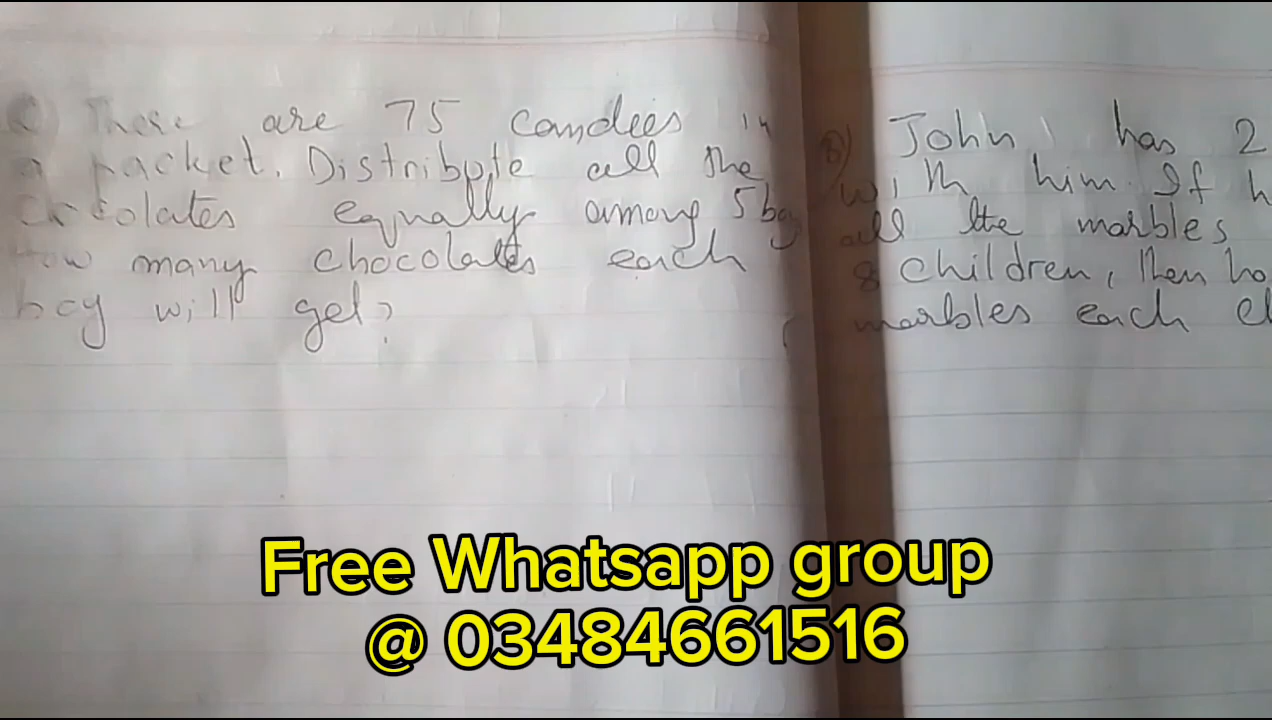 There are 75 candies in
a packet. Distribute all the
chocolates equally among 5 boy
How many chocolates each
boy will get?
John has 2
with him. If h
all the marbles
8 children, then ho
marbles each ch
Free Whatsapp group
@ 03484661516